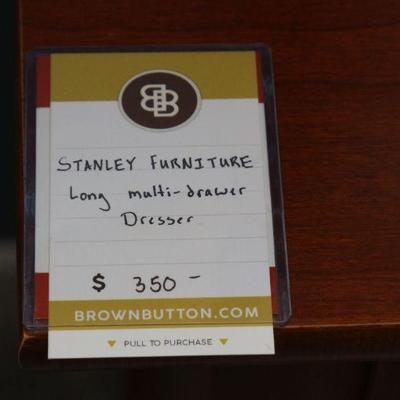 BB
STANLEY FURNITURE
Long multi-drawer
Dresser
$ 350 -
BROWNBUTTON.COM
▼ PULL TO PURCHASE ▼